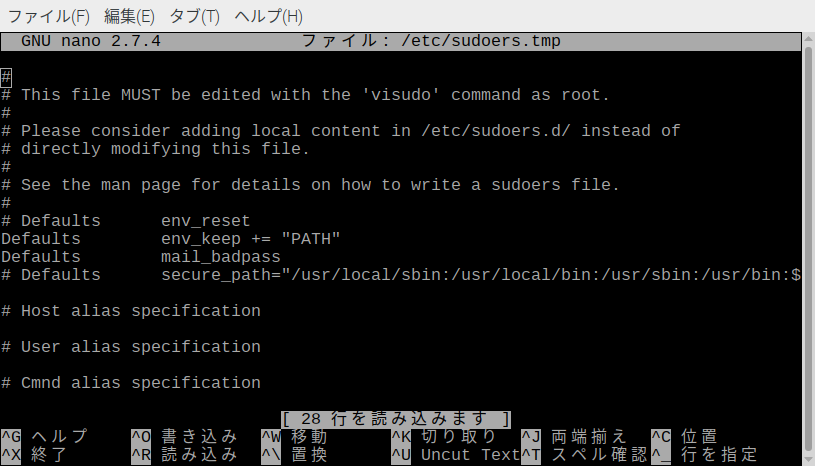 ファイル(F) 編集(E) タブ(T) ヘルプ(H)
GNU nano 2.7.4 ファイル: /etc/sudoers.tmp
#
# This file MUST be edited with the 'visudo' command as root.
#
# Please consider adding local content in /etc/sudoers.d/ instead of
# directly modifying this file.
#
# See the man page for details on how to write a sudoers file.
#
# Defaults env_reset
Defaults env_keep += "PATH"
Defaults mail_badpass
# Defaults secure_path="/usr/local/sbin:/usr/local/bin:/usr/sbin:/usr/bin:$
# Host alias specification
# User alias specification
# Cmnd alias specification
[ 28 行を読み込みます ]
^G ヘルプ ^O 書き込み ^W 移動 ^K 切り取り ^J 両端揃え ^C 位置
^X 終了 ^R 読み込み ^\ 置換 ^U Uncut Text ^T スペル確認 ^_ 行を指定